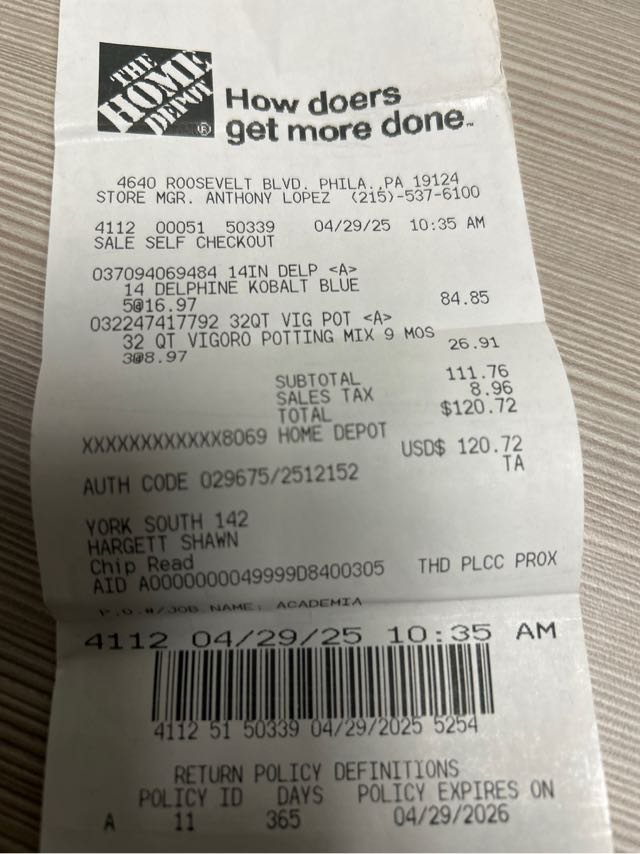 THE
HOME
DEPOT®
How doers
get more done™
4640 ROOSEVELT BLVD. PHILA.,PA 19124
STORE MGR. ANTHONY LOPEZ (215)-537-6100
4112 00051 50339 04/29/25 10:35 AM
SALE SELF CHECKOUT
037094069484 14IN DELP <A>
14 DELPHINE KOBALT BLUE
5@16.97 84.85
032247417792 32QT VIG POT <A>
32 QT VIGORO POTTING MIX 9 MOS
3@8.97 26.91
SUBTOTAL 111.76
SALES TAX 8.96
TOTAL $120.72
XXXXXXXXXXXX8069 HOME DEPOT
USD$ 120.72
AUTH CODE 029675/2512152 TA
YORK SOUTH 142
HARGETT SHAWN
Chip Read
AID A0000000049999D8400305 THD PLCC PROX
P.O.#/JOB NAME: ACADEMIA
4112 04/29/25 10:35 AM
4112 51 50339 04/29/2025 5254
RETURN POLICY DEFINITIONS
POLICY ID DAYS POLICY EXPIRES ON
A 11 365 04/29/2026